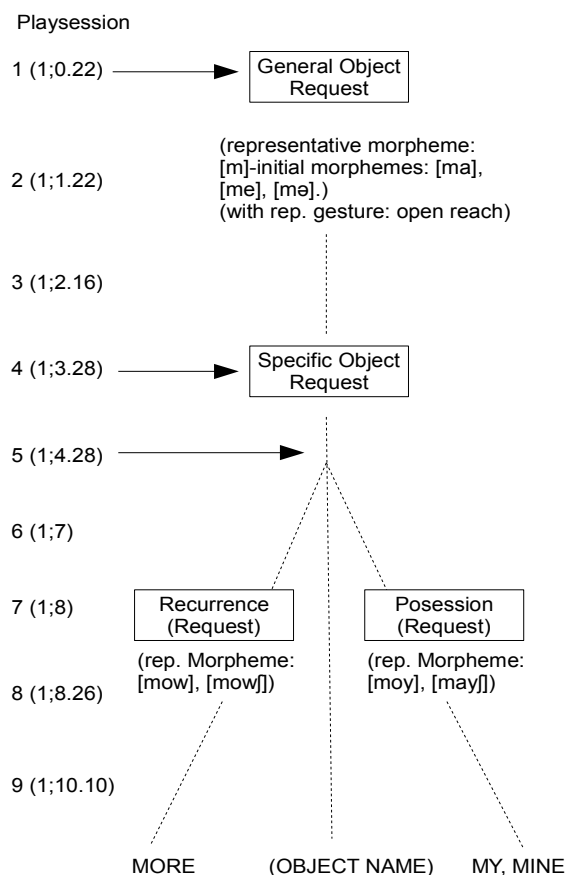 Playsession
1 (1;0.22)
General Object
Request
2 (1;1.22)
(representative morpheme:
[m]-initial morphemes: [ma],
[me], [mə].)
(with rep. gesture: open reach)
3 (1;2.16)
4 (1;3.28)
Specific Object
Request
5 (1;4.28)
6 (1;7)
7 (1;8)
Recurrence
(Request)
Posession
(Request)
(rep. Morpheme:
[mow], [mowʃ])
(rep. Morpheme:
[moy], [mayʃ])
8 (1;8.26)
9 (1;10.10)
MORE
(OBJECT NAME)
MY, MINE